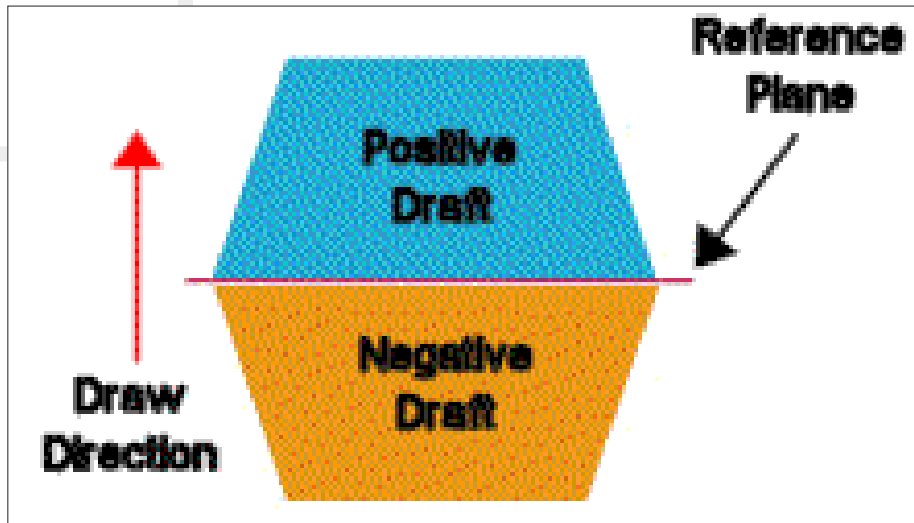 Reference
Plane
Positive
Draft
Negative
Draft
Draw
Direction